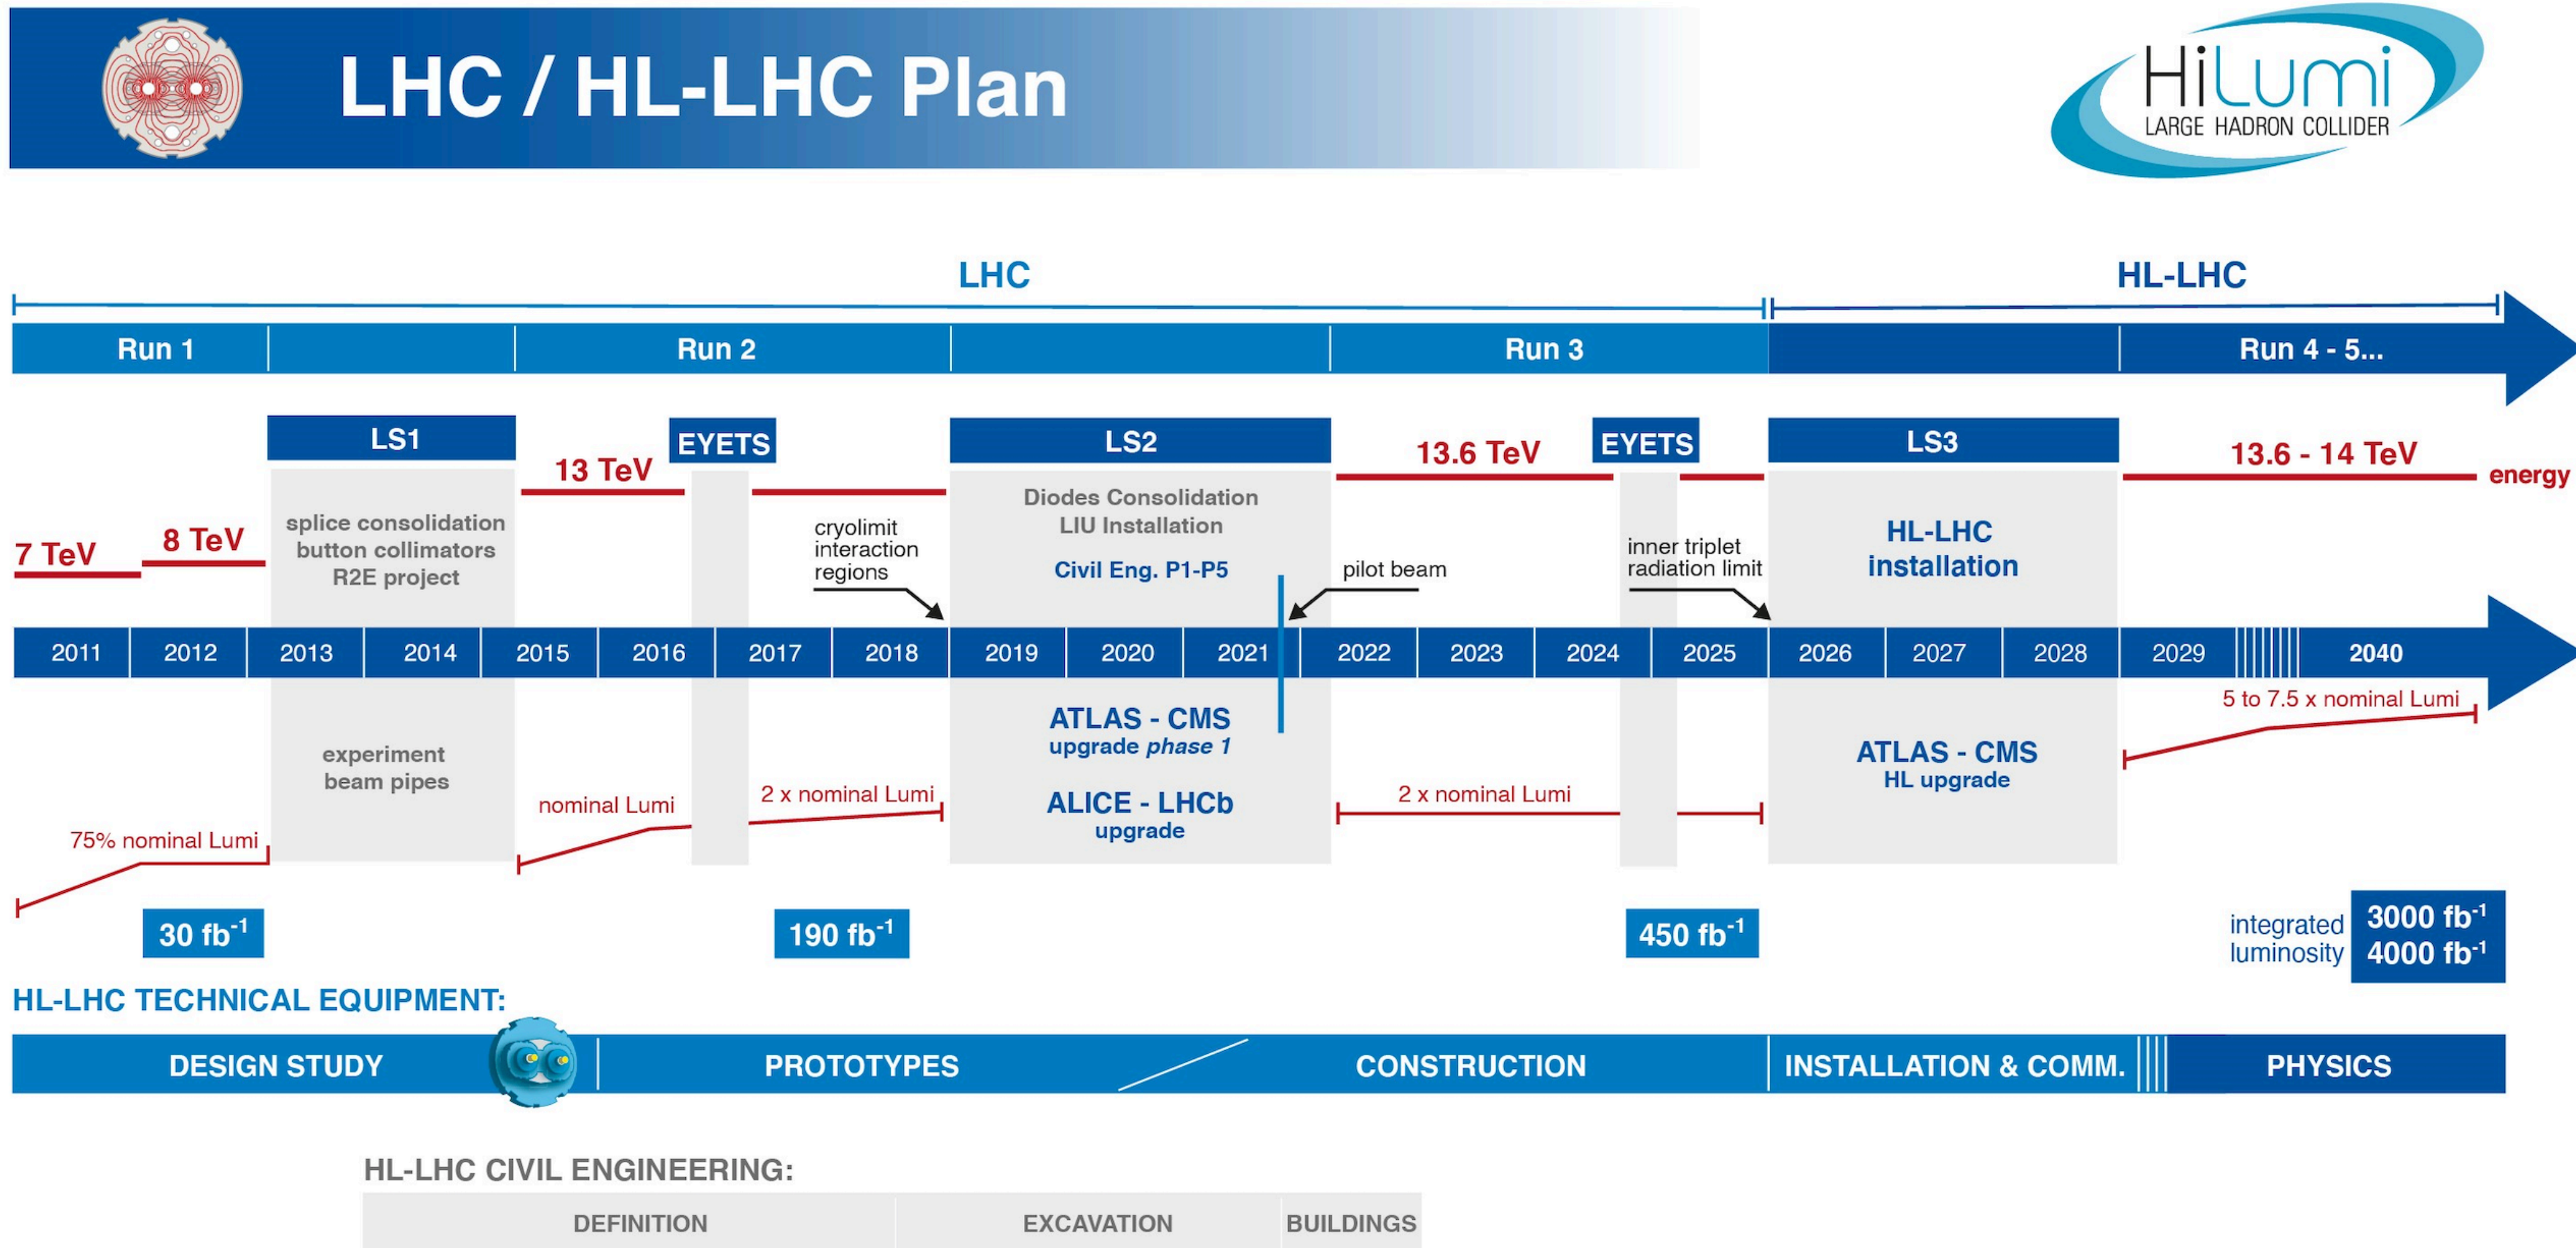 LHC / HL-LHC Plan
HiLumi
LARGE HADRON COLLIDER
LHC
HL-LHC
Run 1
Run 2
Run 3
Run 4 - 5...
LS1
EYETS
LS2
EYETS
LS3
7 TeV
8 TeV
13 TeV
13.6 TeV
13.6 - 14 TeV
energy
splice consolidation
button collimators
R2E project
cryolimit
interaction
regions
Diodes Consolidation
LIU Installation
Civil Eng. P1-P5
pilot beam
inner triplet
radiation limit
HL-LHC
installation
2011 2012 2013 2014 2015 2016 2017 2018 2019 2020 2021 2022 2023 2024 2025 2026 2027 2028 2029 2040
experiment
beam pipes
ATLAS - CMS
upgrade phase 1
ALICE - LHCb
upgrade
ATLAS - CMS
HL upgrade
75% nominal Lumi
nominal Lumi
2 x nominal Lumi
2 x nominal Lumi
5 to 7.5 x nominal Lumi
30 fb⁻¹
190 fb⁻¹
450 fb⁻¹
integrated
luminosity
3000 fb⁻¹
4000 fb⁻¹
HL-LHC TECHNICAL EQUIPMENT:
DESIGN STUDY
PROTOTYPES
CONSTRUCTION
INSTALLATION & COMM.
PHYSICS
HL-LHC CIVIL ENGINEERING:
DEFINITION
EXCAVATION
BUILDINGS